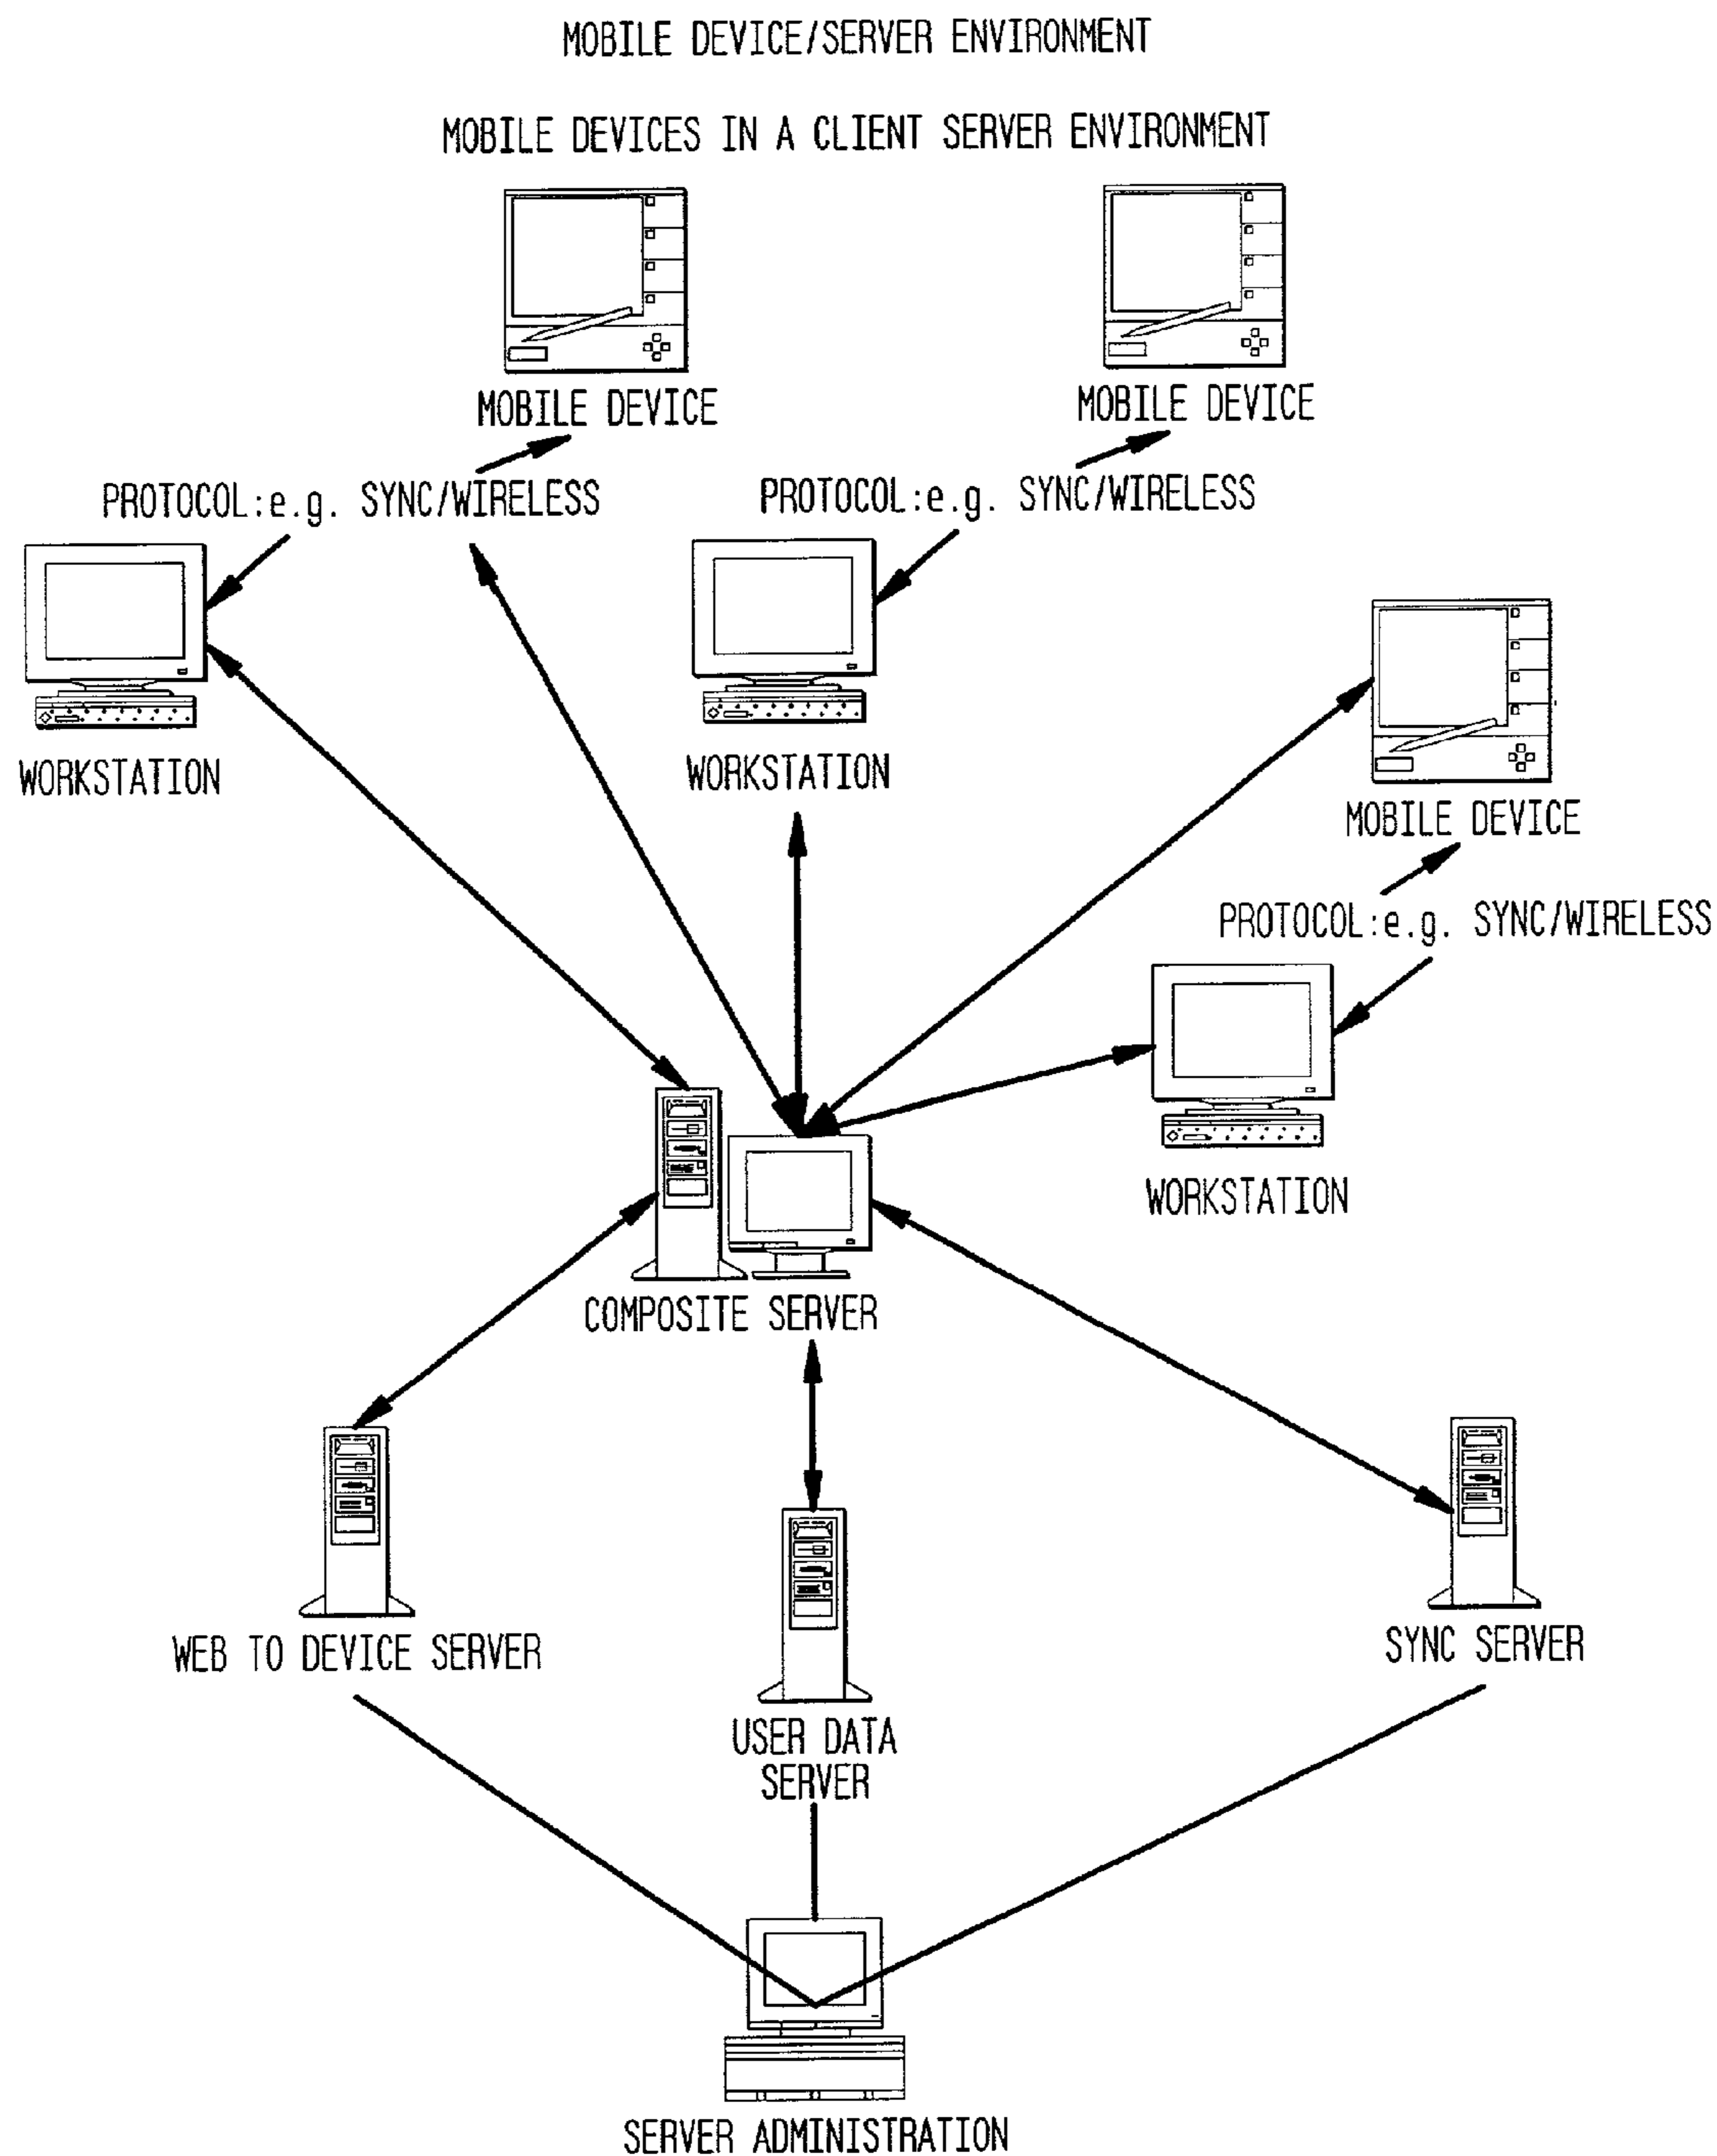 MOBILE DEVICE/SERVER ENVIRONMENT
MOBILE DEVICES IN A CLIENT SERVER ENVIRONMENT
MOBILE DEVICE
MOBILE DEVICE
PROTOCOL:e.g. SYNC/WIRELESS
PROTOCOL:e.g. SYNC/WIRELESS
WORKSTATION
WORKSTATION
MOBILE DEVICE
PROTOCOL:e.g. SYNC/WIRELESS
WORKSTATION
COMPOSITE SERVER
WEB TO DEVICE SERVER
USER DATA
SERVER
SYNC SERVER
SERVER ADMINISTRATION